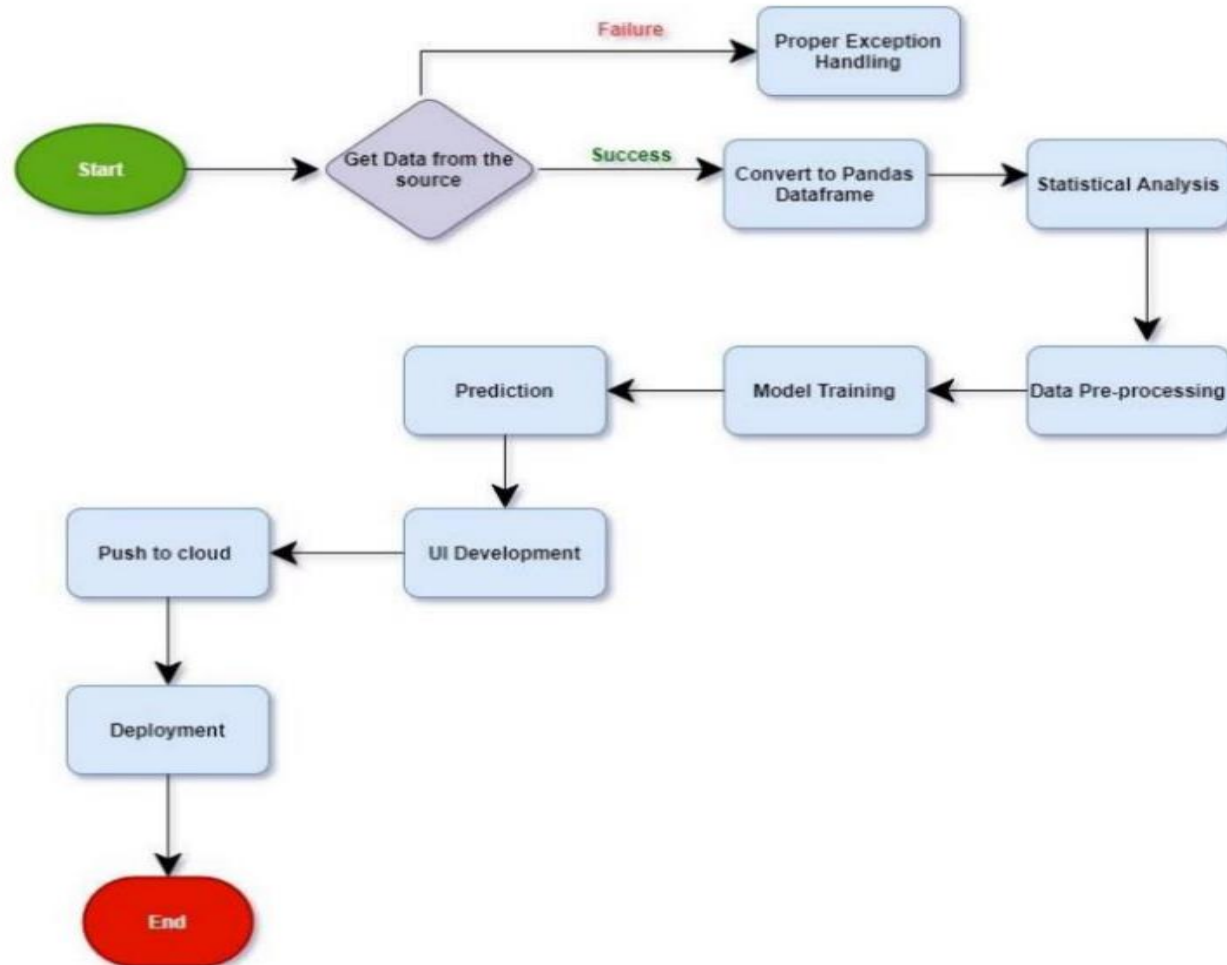 Failure
Proper Exception
Handling
Start
Get Data from the
source
Success
Convert to Pandas
Dataframe
Statistical Analysis
Prediction
Model Training
Data Pre-processing
Push to cloud
UI Development
Deployment
End